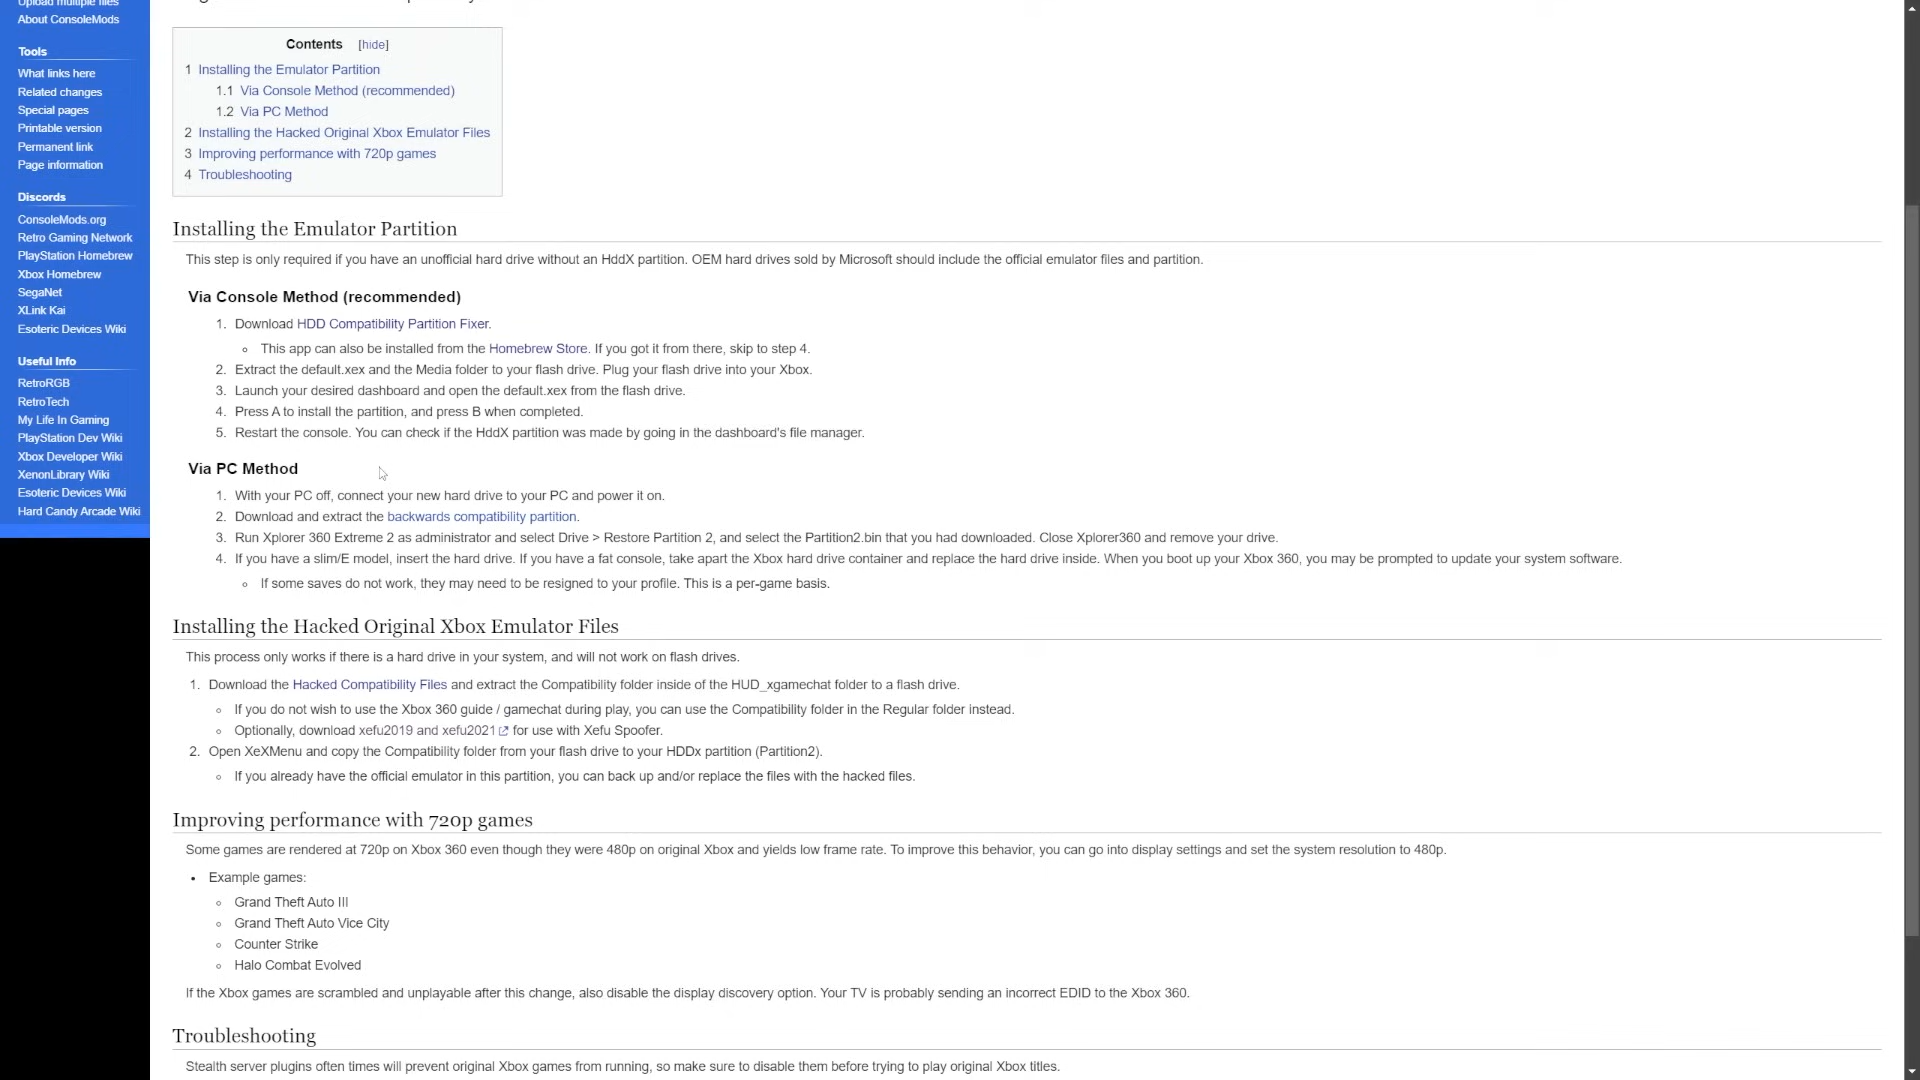 Upload multiple files
About ConsoleMods
Tools
What links here
Related changes
Special pages
Printable version
Permanent link
Page information
Discords
ConsoleMods.org
Retro Gaming Network
PlayStation Homebrew
Xbox Homebrew
SegaNet
XLink Kai
Esoteric Devices Wiki
Useful Info
RetroRGB
RetroTech
My Life In Gaming
PlayStation Dev Wiki
Xbox Developer Wiki
XenonLibrary Wiki
Esoteric Devices Wiki
Hard Candy Arcade Wiki
Contents [hide]
1 Installing the Emulator Partition
1.1 Via Console Method (recommended)
1.2 Via PC Method
2 Installing the Hacked Original Xbox Emulator Files
3 Improving performance with 720p games
4 Troubleshooting
Installing the Emulator Partition
This step is only required if you have an unofficial hard drive without an HddX partition. OEM hard drives sold by Microsoft should include the official emulator files and partition.
Via Console Method (recommended)
1. Download HDD Compatibility Partition Fixer.
This app can also be installed from the Homebrew Store. If you got it from there, skip to step 4.
2. Extract the default.xex and the Media folder to your flash drive. Plug your flash drive into your Xbox.
3. Launch your desired dashboard and open the default.xex from the flash drive.
4. Press A to install the partition, and press B when completed.
5. Restart the console. You can check if the HddX partition was made by going in the dashboard's file manager.
Via PC Method
1. With your PC off, connect your new hard drive to your PC and power it on.
2. Download and extract the backwards compatibility partition.
3. Run Xplorer 360 Extreme 2 as administrator and select Drive > Restore Partition 2, and select the Partition2.bin that you had downloaded. Close Xplorer360 and remove your drive.
4. If you have a slim/E model, insert the hard drive. If you have a fat console, take apart the Xbox hard drive container and replace the hard drive inside. When you boot up your Xbox 360, you may be prompted to update your system software.
If some saves do not work, they may need to be resigned to your profile. This is a per-game basis.
Installing the Hacked Original Xbox Emulator Files
This process only works if there is a hard drive in your system, and will not work on flash drives.
1. Download the Hacked Compatibility Files and extract the Compatibility folder inside of the HUD_xgamechat folder to a flash drive.
If you do not wish to use the Xbox 360 guide / gamechat during play, you can use the Compatibility folder in the Regular folder instead.
Optionally, download xefu2019 and xefu2021 for use with Xefu Spoofer.
2. Open XeXMenu and copy the Compatibility folder from your flash drive to your HDDx partition (Partition2).
If you already have the official emulator in this partition, you can back up and/or replace the files with the hacked files.
Improving performance with 720p games
Some games are rendered at 720p on Xbox 360 even though they were 480p on original Xbox and yields low frame rate. To improve this behavior, you can go into display settings and set the system resolution to 480p.
• Example games:
Grand Theft Auto III
Grand Theft Auto Vice City
Counter Strike
Halo Combat Evolved
If the Xbox games are scrambled and unplayable after this change, also disable the display discovery option. Your TV is probably sending an incorrect EDID to the Xbox 360.
Troubleshooting
Stealth server plugins often times will prevent original Xbox games from running, so make sure to disable them before trying to play original Xbox titles.